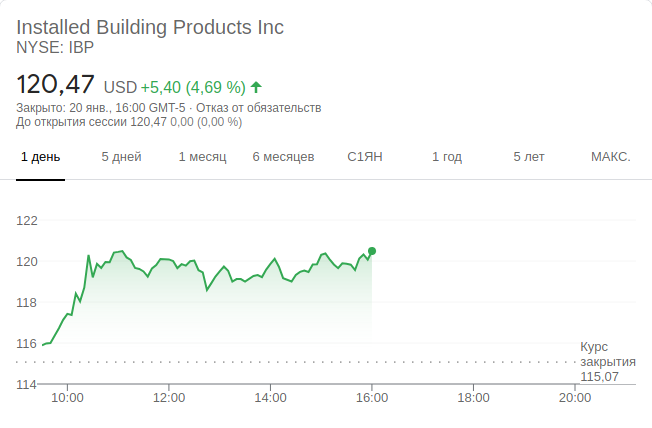 Installed Building Products Inc
NYSE: IBP
120,47 USD +5,40 (4,69 %)
Закрыто: 20 янв., 16:00 GMT-5 · Отказ от обязательств
До открытия сессии 120,47 0,00 (0,00 %)
1 день 5 дней 1 месяц 6 месяцев С1ЯН 1 год 5 лет МАКС.
122
120
118
116
114
Курс
закрытия
115,07
10:00 12:00 14:00 16:00 18:00 20:00